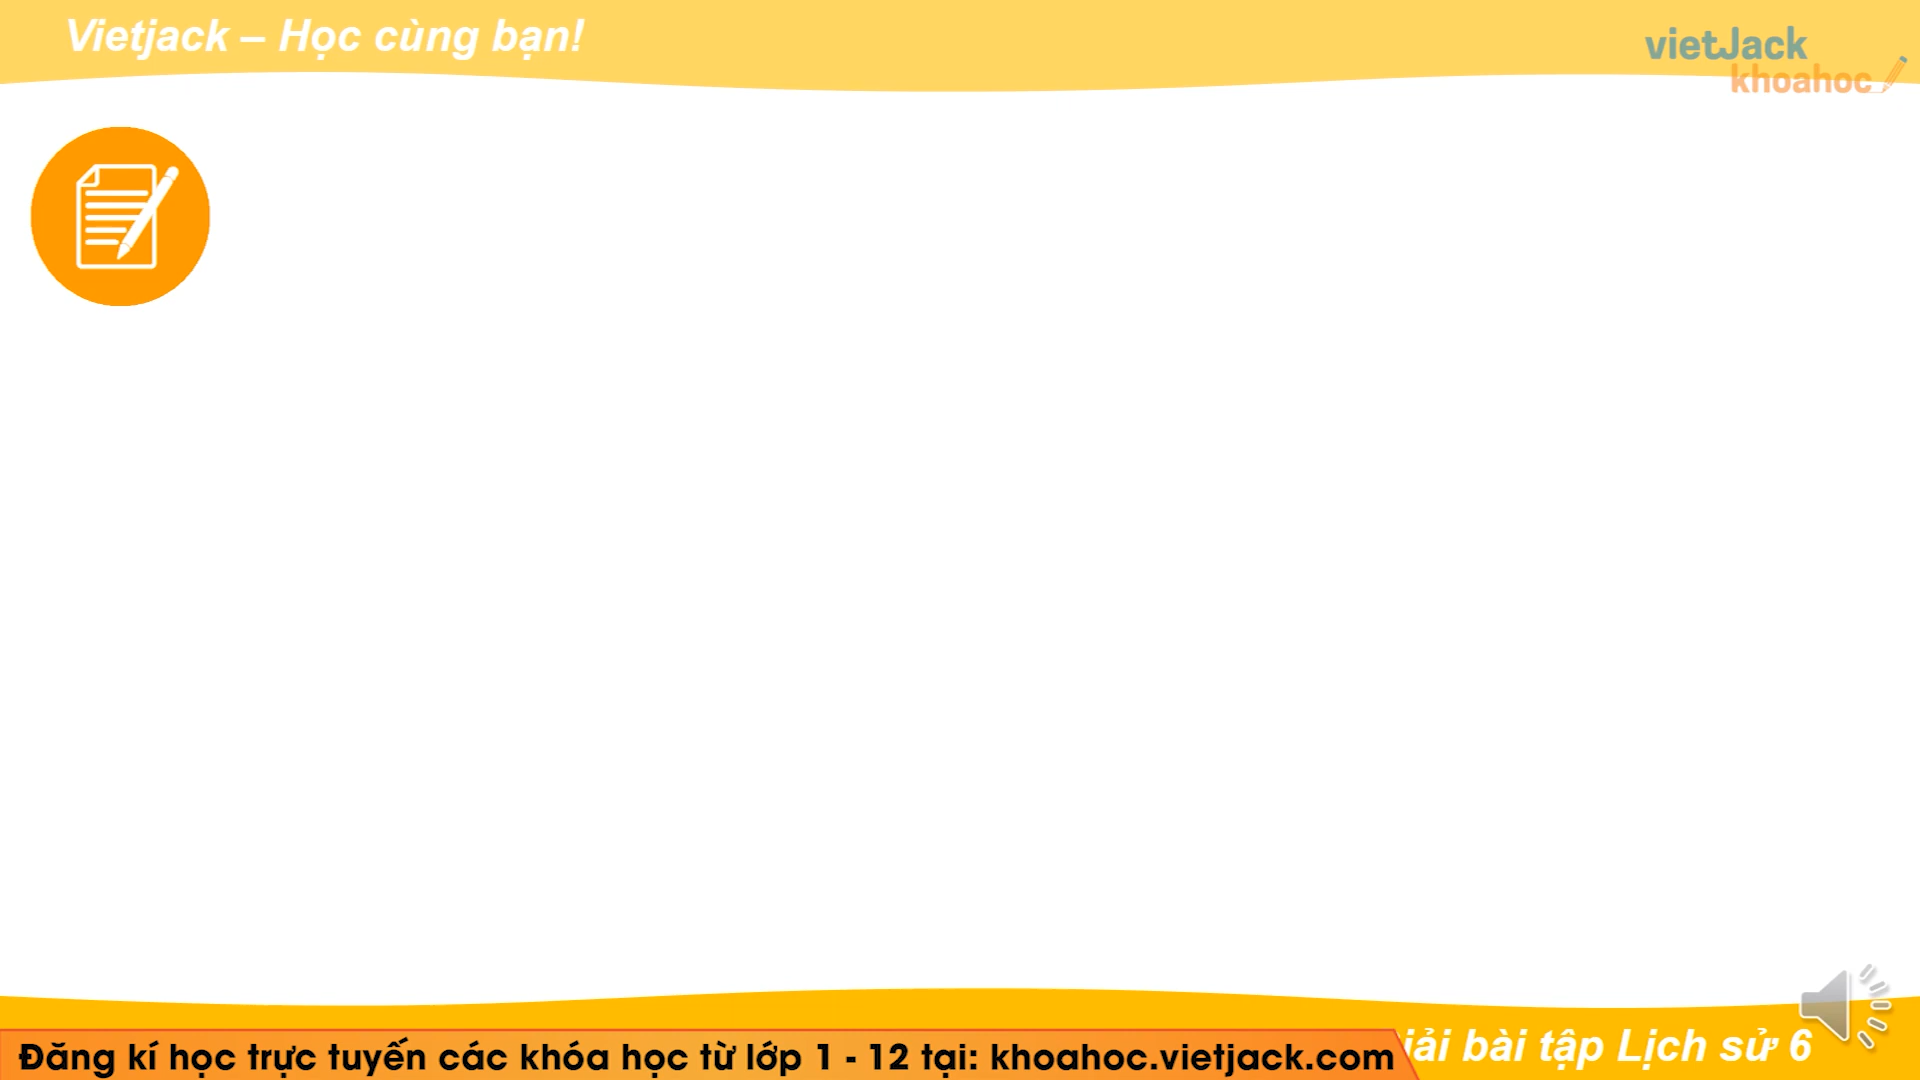 Vietjack – Học cùng bạn!
vietJack
khoahoc
iải bài tập Lịch sử 6
Đăng kí học trực tuyến các khóa học từ lớp 1 - 12 tại: khoahoc.vietjack.com